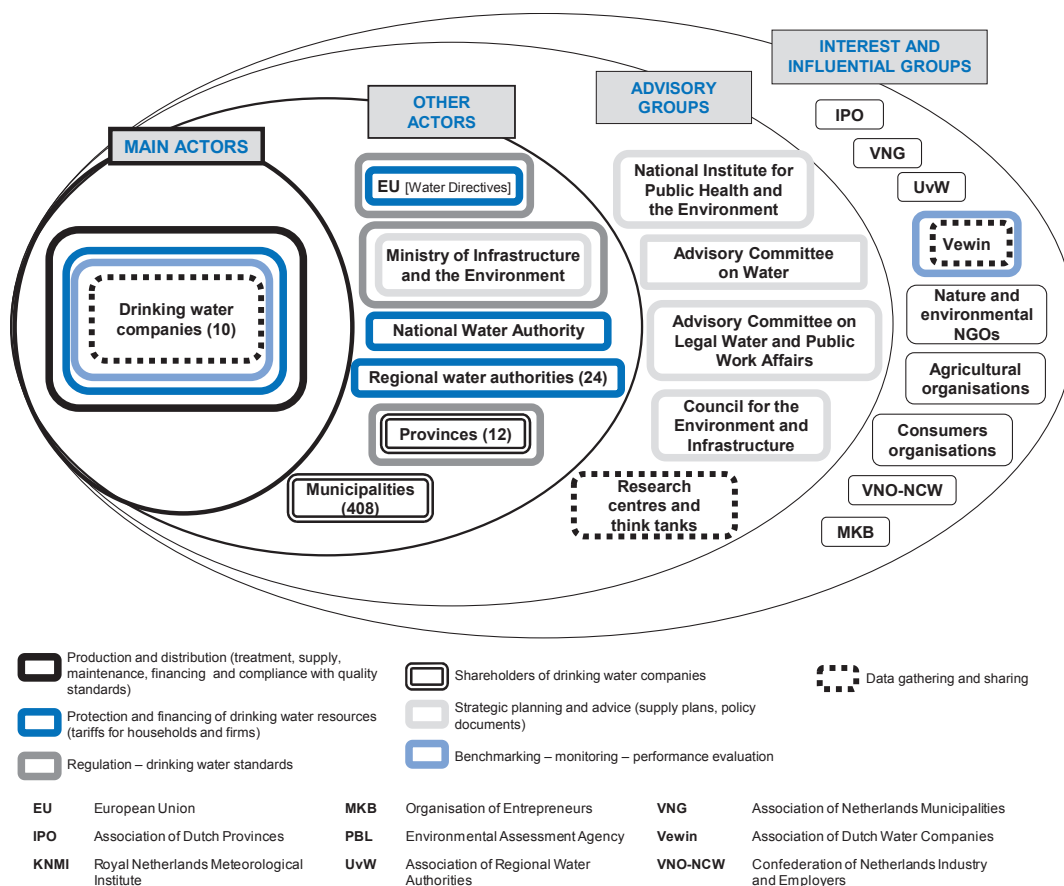 INTEREST AND
INFLUENTIAL GROUPS
ADVISORY
GROUPS
OTHER
ACTORS
MAIN ACTORS
Drinking water
companies (10)
EU [Water Directives]
Ministry of Infrastructure
and the Environment
National Water Authority
Regional water authorities (24)
Provinces (12)
Municipalities
(408)
National Institute for
Public Health and
the Environment
Advisory Committee
on Water
Advisory Committee on
Legal Water and Public
Work Affairs
Council for the
Environment and
Infrastructure
Research
centres and
think tanks
IPO
VNG
UvW
Vewin
Nature and
environmental
NGOs
Agricultural
organisations
Consumers
organisations
VNO-NCW
MKB
Production and distribution (treatment, supply,
maintenance, financing and compliance with quality
standards)
Protection and financing of drinking water resources
(tariffs for households and firms)
Regulation – drinking water standards
Shareholders of drinking water companies
Strategic planning and advice (supply plans, policy
documents)
Benchmarking – monitoring – performance evaluation
Data gathering and sharing
EU European Union
IPO Association of Dutch Provinces
KNMI Royal Netherlands Meteorological
Institute
MKB Organisation of Entrepreneurs
PBL Environmental Assessment Agency
UvW Association of Regional Water
Authorities
VNG Association of Netherlands Municipalities
Vewin Association of Dutch Water Companies
VNO-NCW Confederation of Netherlands Industry
and Employers